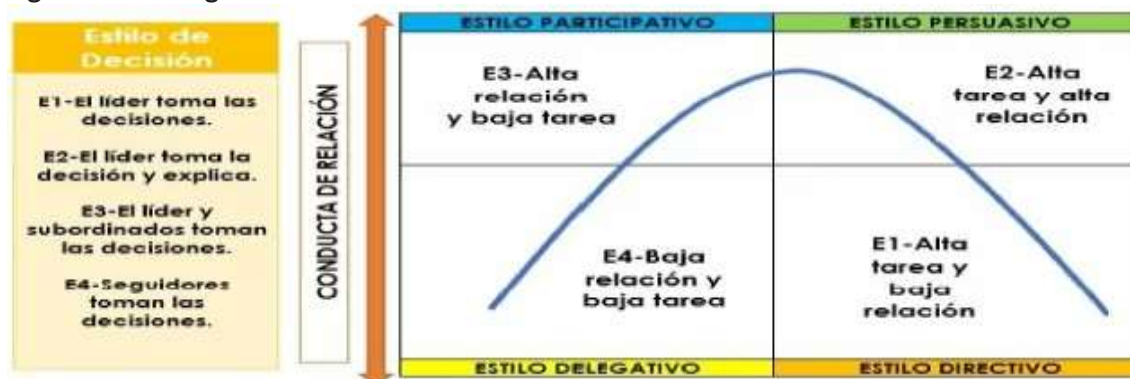 Estilo de
Decisión
E1-El líder toma las
decisiones.
E2-El líder toma la
decisión y explica.
E3-El líder y
subordinados toman
las decisiones.
E4-Seguidores
toman las
decisiones.
CONDUCTA DE RELACIÓN
ESTILO PARTICIPATIVO
ESTILO PERSUASIVO
E3-Alta
relación
y baja tarea
E2-Alta
tarea y alta
relación
E4-Baja
relación y
baja tarea
E1-Alta
tarea y
baja
relación
ESTILO DELEGATIVO
ESTILO DIRECTIVO